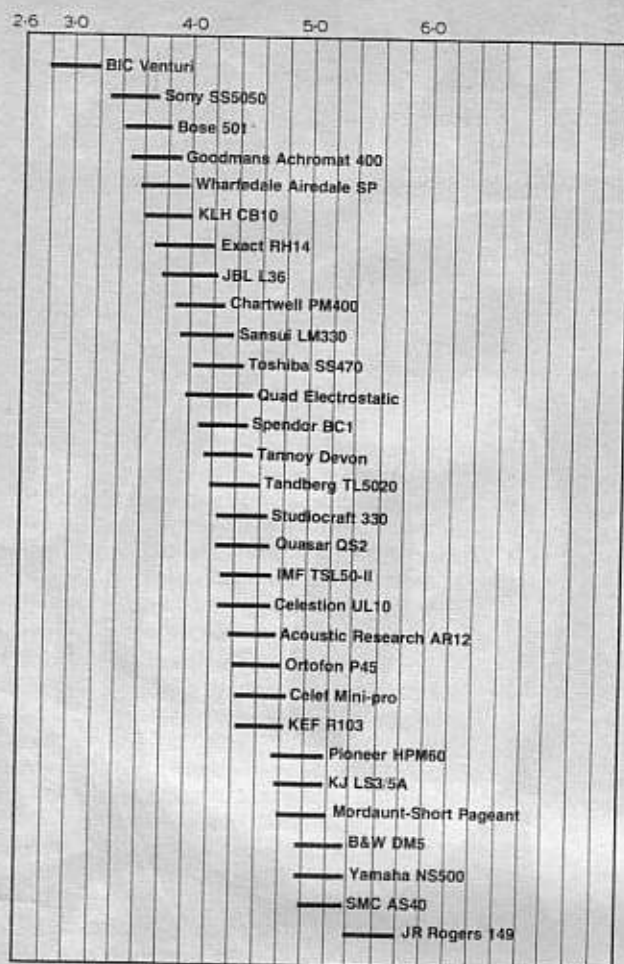 2·6 3·0 4·0 5·0 6·0
BIC Venturi
Sony SS5050
Bose 501
Goodmans Achromat 400
Wharfedale Airedale SP
KLH CB10
Exact RH14
JBL L36
Chartwell PM400
Sansui LM330
Toshiba SS470
Quad Electrostatic
Spendor BC1
Tannoy Devon
Tandberg TL5020
Studiocraft 330
Quasar QS2
IMF TSL50-II
Celestion UL10
Acoustic Research AR12
Ortofon P45
Celef Mini-pro
KEF R103
Pioneer HPM60
KJ LS3/5A
Mordaunt-Short Pageant
B&W DM5
Yamaha NS500
SMC AS40
JR Rogers 149